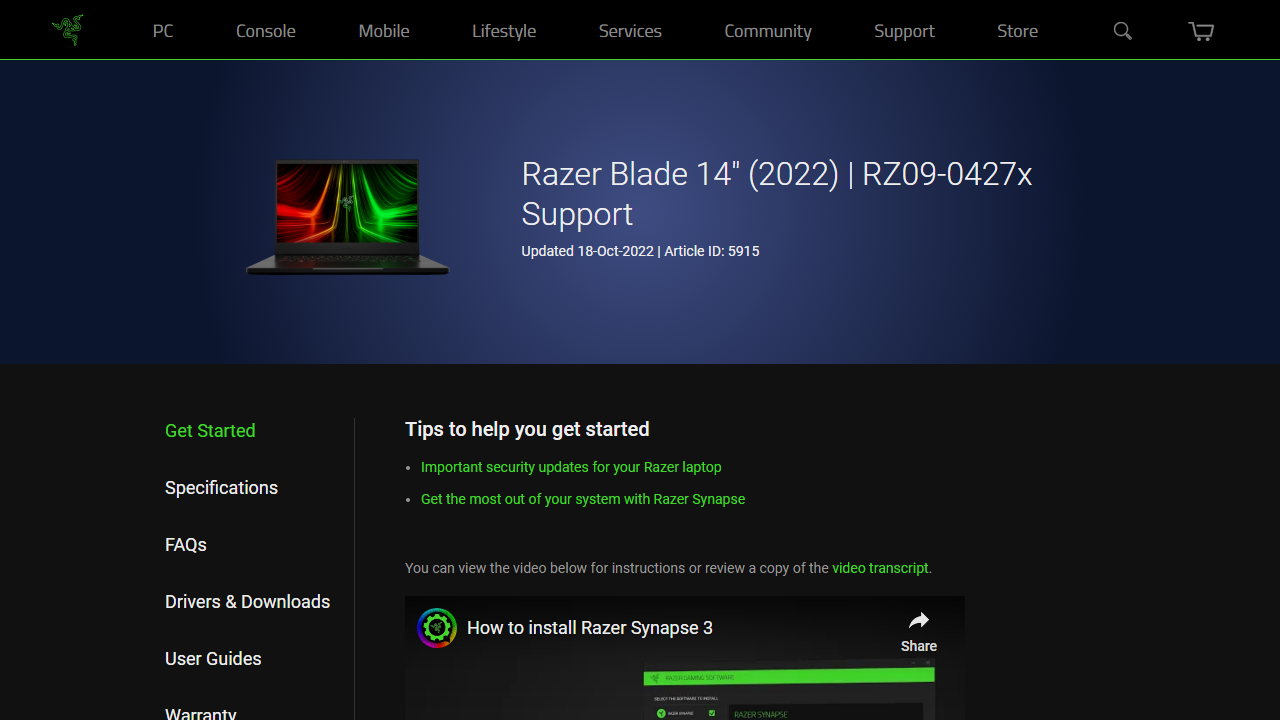 PC Console Mobile Lifestyle Services Community Support Store
Razer Blade 14" (2022) | RZ09-0427x
Support
Updated 18-Oct-2022 | Article ID: 5915
Get Started
Specifications
FAQs
Drivers & Downloads
User Guides
Warranty
Tips to help you get started
• Important security updates for your Razer laptop
• Get the most out of your system with Razer Synapse
You can view the video below for instructions or review a copy of the video transcript.
How to install Razer Synapse 3
Share
RAZER GAMING SOFTWARE
SELECT THE SOFTWARE TO INSTALL
RAZER SYNAPSE
RAZER SYNAPSE